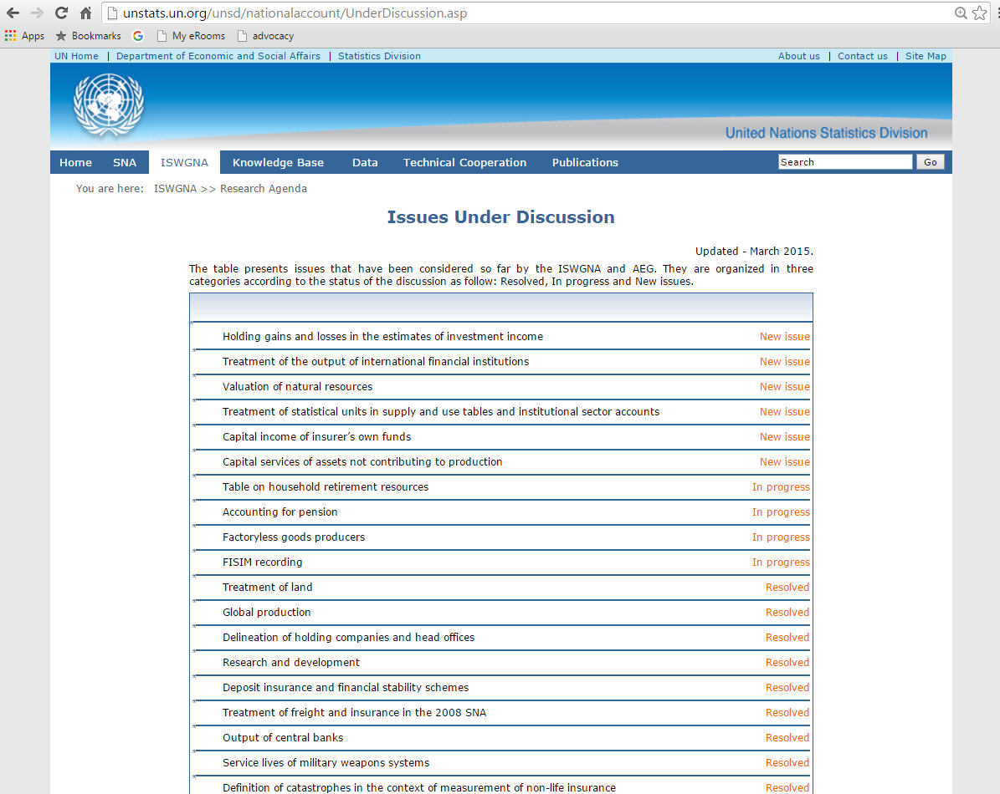 unstats.un.org/unsd/nationalaccount/UnderDiscussion.asp
Apps Bookmarks G My eRooms advocacy
UN Home | Department of Economic and Social Affairs | Statistics Division About us | Contact us | Site Map
United Nations Statistics Division
Home SNA ISWGNA Knowledge Base Data Technical Cooperation Publications Search Go
You are here: ISWGNA >> Research Agenda
Issues Under Discussion
Updated - March 2015.
The table presents issues that have been considered so far by the ISWGNA and AEG. They are organized in three
categories according to the status of the discussion as follow: Resolved, In progress and New issues.
Holding gains and losses in the estimates of investment income New issue
Treatment of the output of international financial institutions New issue
Valuation of natural resources New issue
Treatment of statistical units in supply and use tables and institutional sector accounts New issue
Capital income of insurer’s own funds New issue
Capital services of assets not contributing to production New issue
Table on household retirement resources In progress
Accounting for pension In progress
Factoryless goods producers In progress
FISIM recording In progress
Treatment of land Resolved
Global production Resolved
Delineation of holding companies and head offices Resolved
Research and development Resolved
Deposit insurance and financial stability schemes Resolved
Treatment of freight and insurance in the 2008 SNA Resolved
Output of central banks Resolved
Service lives of military weapons systems Resolved
Definition of catastrophes in the context of measurement of non-life insurance Resolved